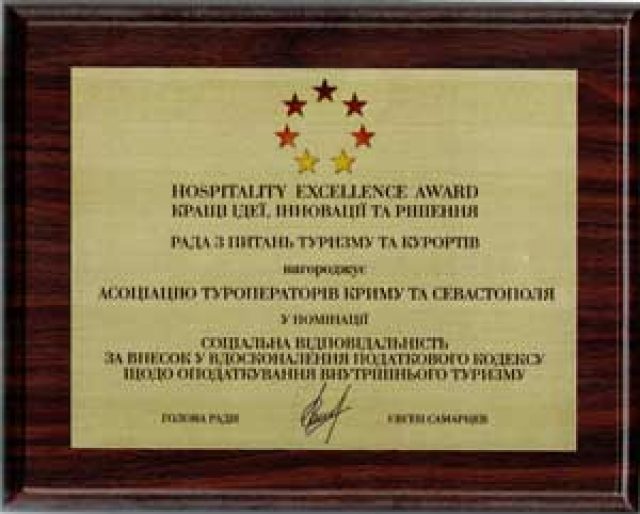 HOSPITALITY EXCELLENCE AWARD
КРАЩІ ІДЕЇ, ІННОВАЦІЇ ТА РІШЕННЯ
РАДА З ПИТАНЬ ТУРИЗМУ ТА КУРОРТІВ
нагороджує
АСОЦІАЦІЮ ТУРОПЕРАТОРІВ КРИМУ ТА СЕВАСТОПОЛЯ
У НОМІНАЦІЇ
СОЦІАЛЬНА ВІДПОВІДАЛЬНІСТЬ
ЗА ВНЕСОК У ВДОСКОНАЛЕННЯ ПОДАТКОВОГО КОДЕКСУ
ЩОДО ОПОДАТКУВАННЯ ВНУТРІШНЬОГО ТУРИЗМУ
ГОЛОВА РАДИ ЄВГЕН САМАРЦЕВ